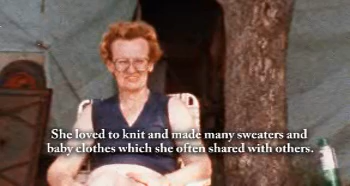 She loved to knit and made many sweaters and
baby clothes which she often shared with others.